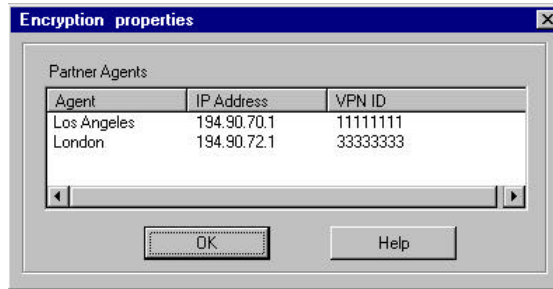 Encryption properties
Partner Agents
Agent IP Address VPN ID
Los Angeles 194.90.70.1 11111111
London 194.90.72.1 33333333
OK Help